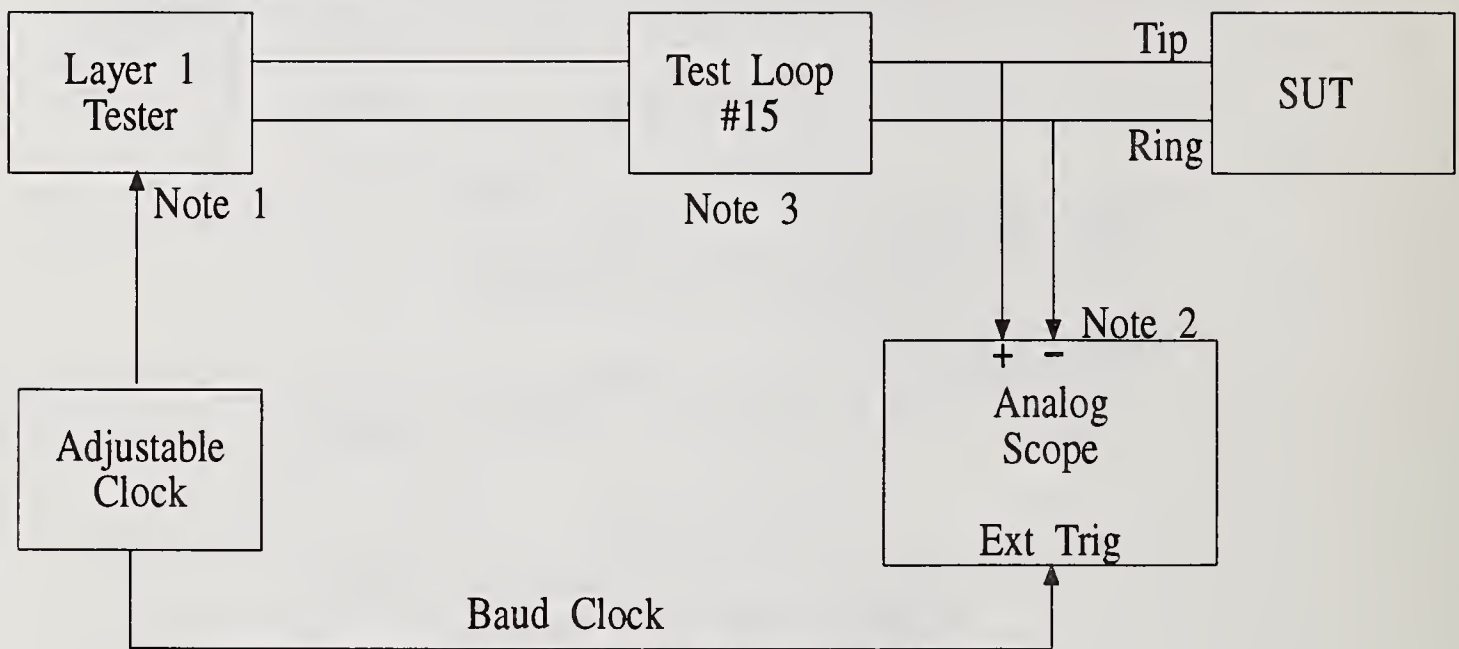 Layer 1
Tester
Note 1
Test Loop
#15
Note 3
Tip
Ring
SUT
Note 2
+ −
Analog
Scope
Ext Trig
Adjustable
Clock
Baud Clock